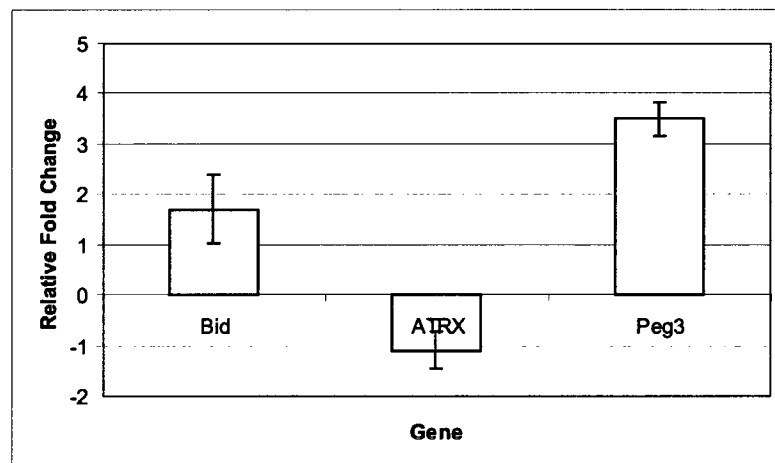 5
4
3
2
1
0
-1
-2
Relative Fold Change
Bid
ATRX
Peg3
Gene